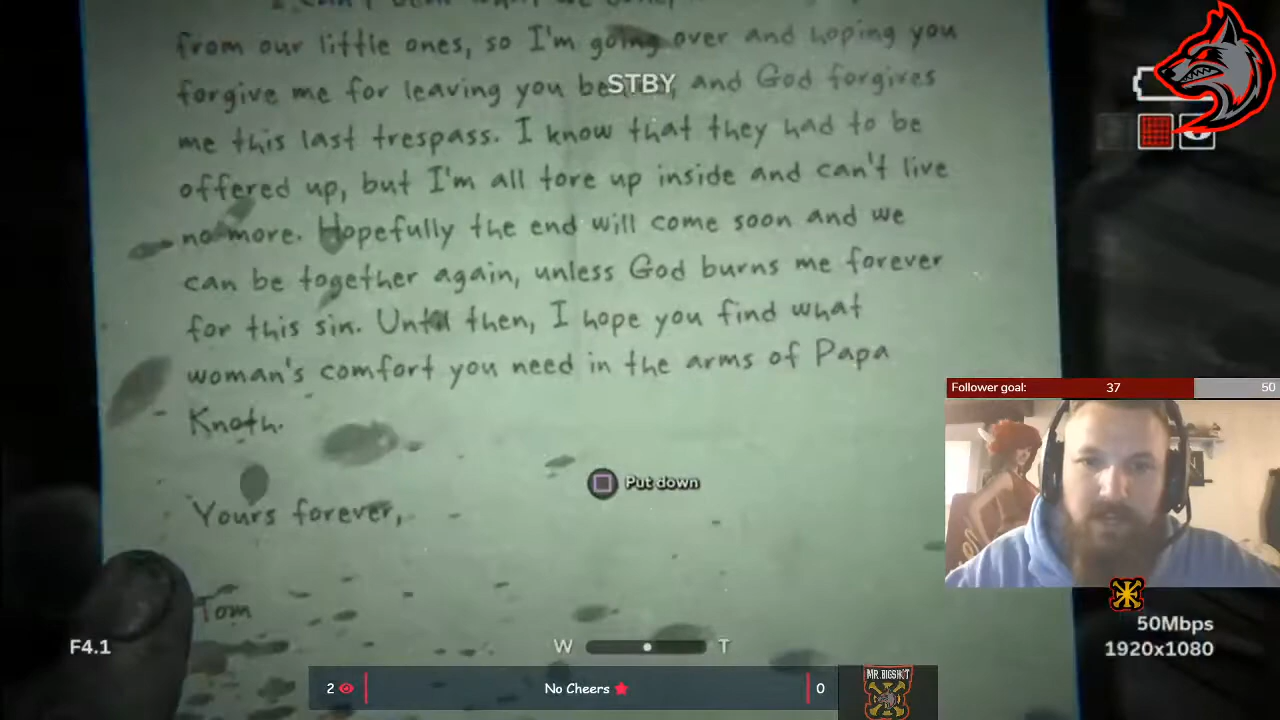 from our little ones, so I'm going over and hoping you
forgive me for leaving you and God forgives
STBY
me this last trespass. I know that they had to be
offered up, but I'm all tore up inside and can't live
no more. Hopefully the end will come soon and we
can be together again, unless God burns me forever
for this sin. Until then, I hope you find what
woman's comfort you need in the arms of Papa
Knoth.
Yours forever,
Tom
Put down
Follower goal: 37 50
F4.1
W T
50Mbps
1920x1080
2 No Cheers 0
MR.BIGSHOT